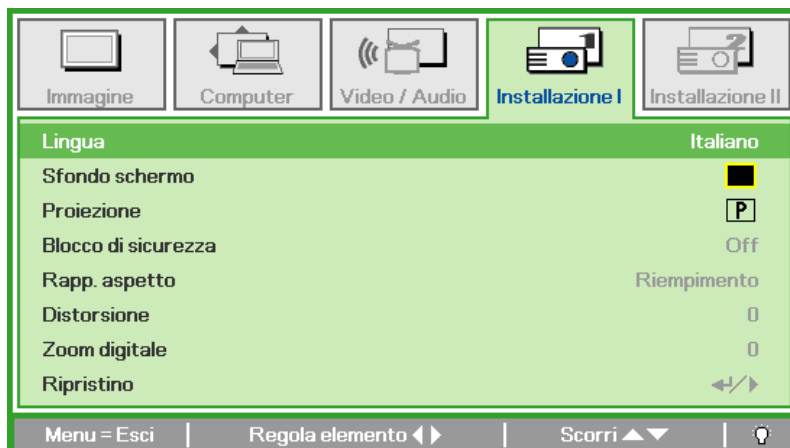 Immagine
Computer
Video / Audio
Installazione I
Installazione II
Lingua Italiano
Sfondo schermo
Proiezione P
Blocco di sicurezza Off
Rapp. aspetto Riempimento
Distorsione 0
Zoom digitale 0
Ripristino
Menu = Esci Regola elemento Scorri